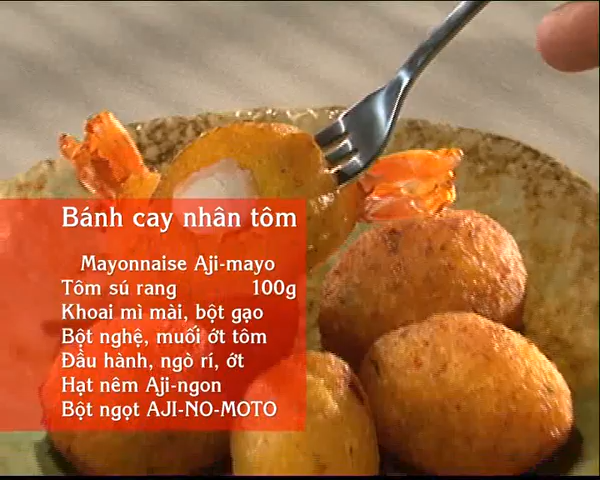 Bánh cay nhân tôm
Mayonnaise Aji-mayo
Tôm sú rang 100g
Khoai mì mài, bột gạo
Bột nghệ, muối ớt tôm
Đầu hành, ngò rí, ớt
Hạt nêm Aji-ngon
Bột ngọt AJI-NO-MOTO